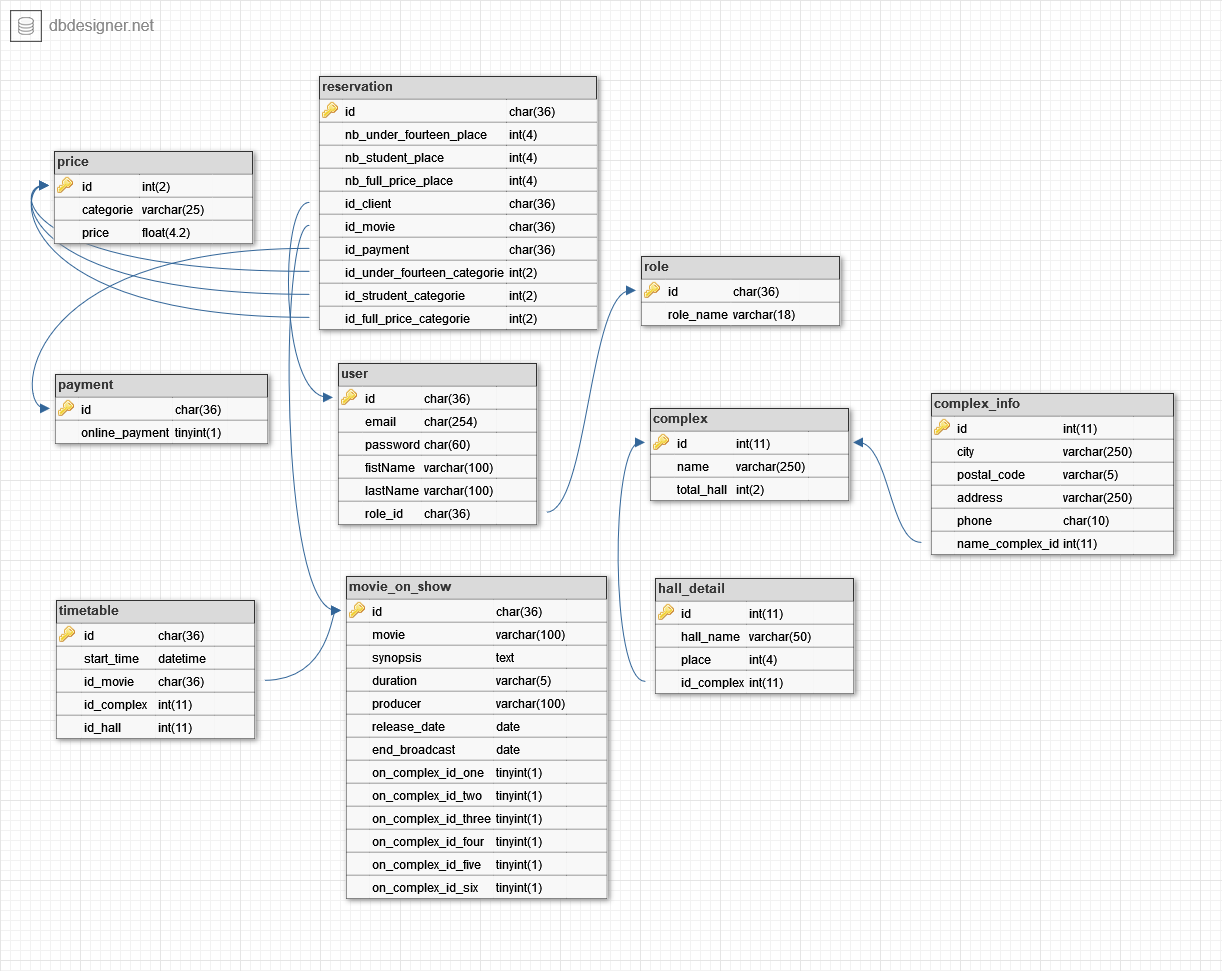 dbdesigner.net
reservation
id char(36)
nb_under_fourteen_place int(4)
nb_student_place int(4)
nb_full_price_place int(4)
id_client char(36)
id_movie char(36)
id_payment char(36)
id_under_fourteen_categorie int(2)
id_strudent_categorie int(2)
id_full_price_categorie int(2)
price
id int(2)
categorie varchar(25)
price float(4.2)
role
id char(36)
role_name varchar(18)
payment
id char(36)
online_payment tinyint(1)
user
id char(36)
email char(254)
password char(60)
fistName varchar(100)
lastName varchar(100)
role_id char(36)
complex
id int(11)
name varchar(250)
total_hall int(2)
complex_info
id int(11)
city varchar(250)
postal_code varchar(5)
address varchar(250)
phone char(10)
name_complex_id int(11)
timetable
id char(36)
start_time datetime
id_movie char(36)
id_complex int(11)
id_hall int(11)
movie_on_show
id char(36)
movie varchar(100)
synopsis text
duration varchar(5)
producer varchar(100)
release_date date
end_broadcast date
on_complex_id_one tinyint(1)
on_complex_id_two tinyint(1)
on_complex_id_three tinyint(1)
on_complex_id_four tinyint(1)
on_complex_id_five tinyint(1)
on_complex_id_six tinyint(1)
hall_detail
id int(11)
hall_name varchar(50)
place int(4)
id_complex int(11)